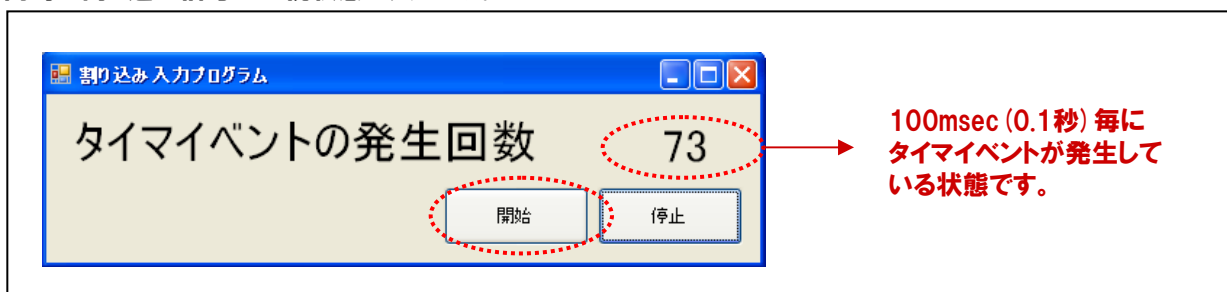 割り込み入力プログラム
タイマイベントの発生回数 73
開始 停止
100msec（0.1秒）毎に
タイマイベントが発生して
いる状態です。